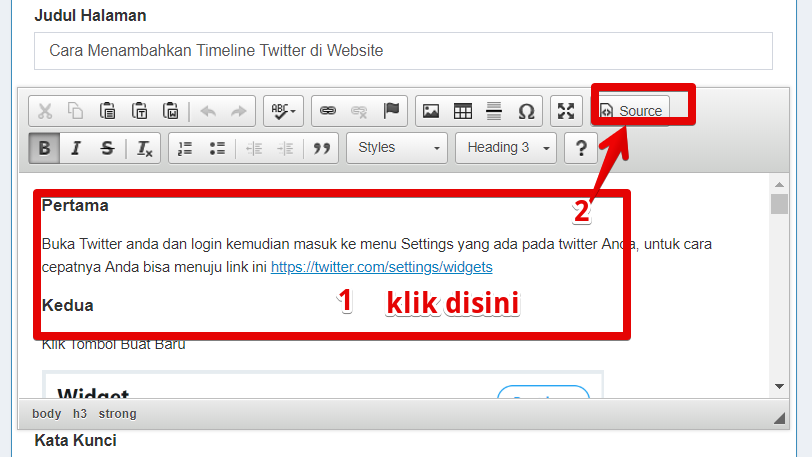 Judul Halaman
Cara Menambahkan Timeline Twitter di Website
ABC
Source
B I S Tx
Styles Heading 3 ?
2
Pertama
Buka Twitter anda dan login kemudian masuk ke menu Settings yang ada pada twitter Anda, untuk cara
cepatnya Anda bisa menuju link ini https://twitter.com/settings/widgets
1 klik disini
Kedua
Klik Tombol Buat Baru
Widget
body h3 strong
Kata Kunci